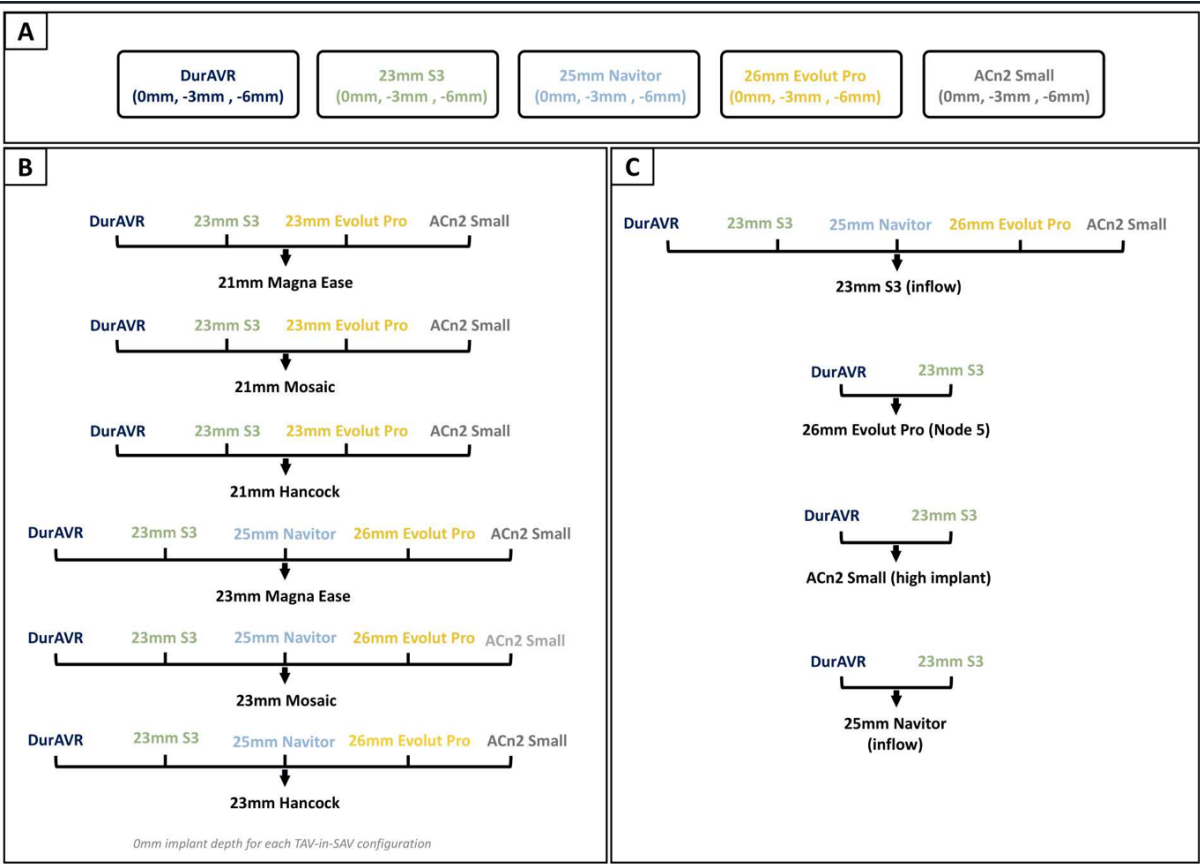 A
DurAVR
(0mm, -3mm , -6mm)
23mm S3
(0mm, -3mm , -6mm)
25mm Navitor
(0mm, -3mm , -6mm)
26mm Evolut Pro
(0mm, -3mm , -6mm)
ACn2 Small
(0mm, -3mm , -6mm)
B
DurAVR 23mm S3 23mm Evolut Pro ACn2 Small
21mm Magna Ease
DurAVR 23mm S3 23mm Evolut Pro ACn2 Small
21mm Mosaic
DurAVR 23mm S3 23mm Evolut Pro ACn2 Small
21mm Hancock
DurAVR 23mm S3 25mm Navitor 26mm Evolut Pro ACn2 Small
23mm Magna Ease
DurAVR 23mm S3 25mm Navitor 26mm Evolut Pro ACn2 Small
23mm Mosaic
DurAVR 23mm S3 25mm Navitor 26mm Evolut Pro ACn2 Small
23mm Hancock
0mm implant depth for each TAV-in-SAV configuration
C
DurAVR 23mm S3 25mm Navitor 26mm Evolut Pro ACn2 Small
23mm S3 (inflow)
DurAVR 23mm S3
26mm Evolut Pro (Node 5)
DurAVR 23mm S3
ACn2 Small (high implant)
DurAVR 23mm S3
25mm Navitor
(inflow)